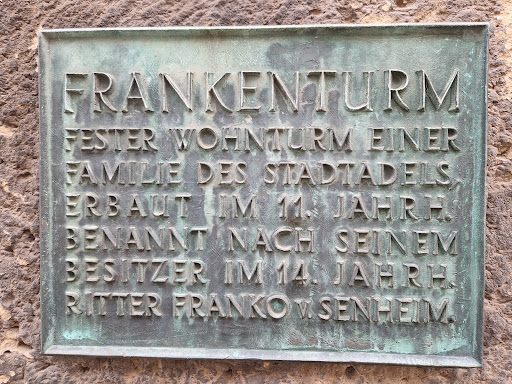 FRANKENTURM
FESTER WOHNTURM EINER
FAMILIE DES STADTADELS,
ERBAUT IM 11. JAHRH.
BENANNT NACH SEINEM
BESITZER IM 14. JAHRH.
RITTER FRANKO v. SENHEIM.